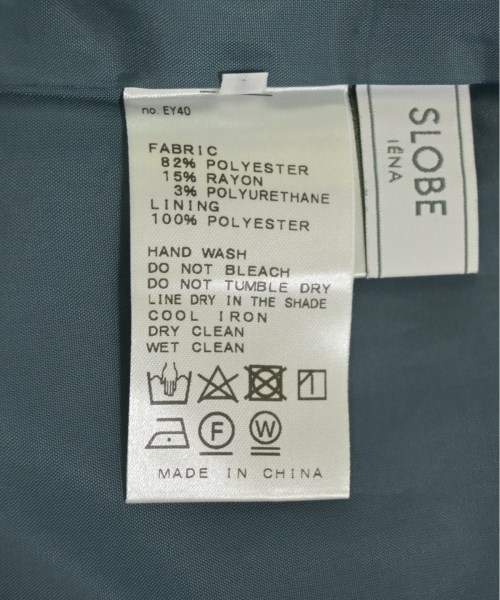 no. EY40
FABRIC
82% POLYESTER
15% RAYON
3% POLYURETHANE
LINING
100% POLYESTER
HAND WASH
DO NOT BLEACH
DO NOT TUMBLE DRY
LINE DRY IN THE SHADE
COOL IRON
DRY CLEAN
WET CLEAN
F
W
MADE IN CHINA
SLOBE
IÉNA